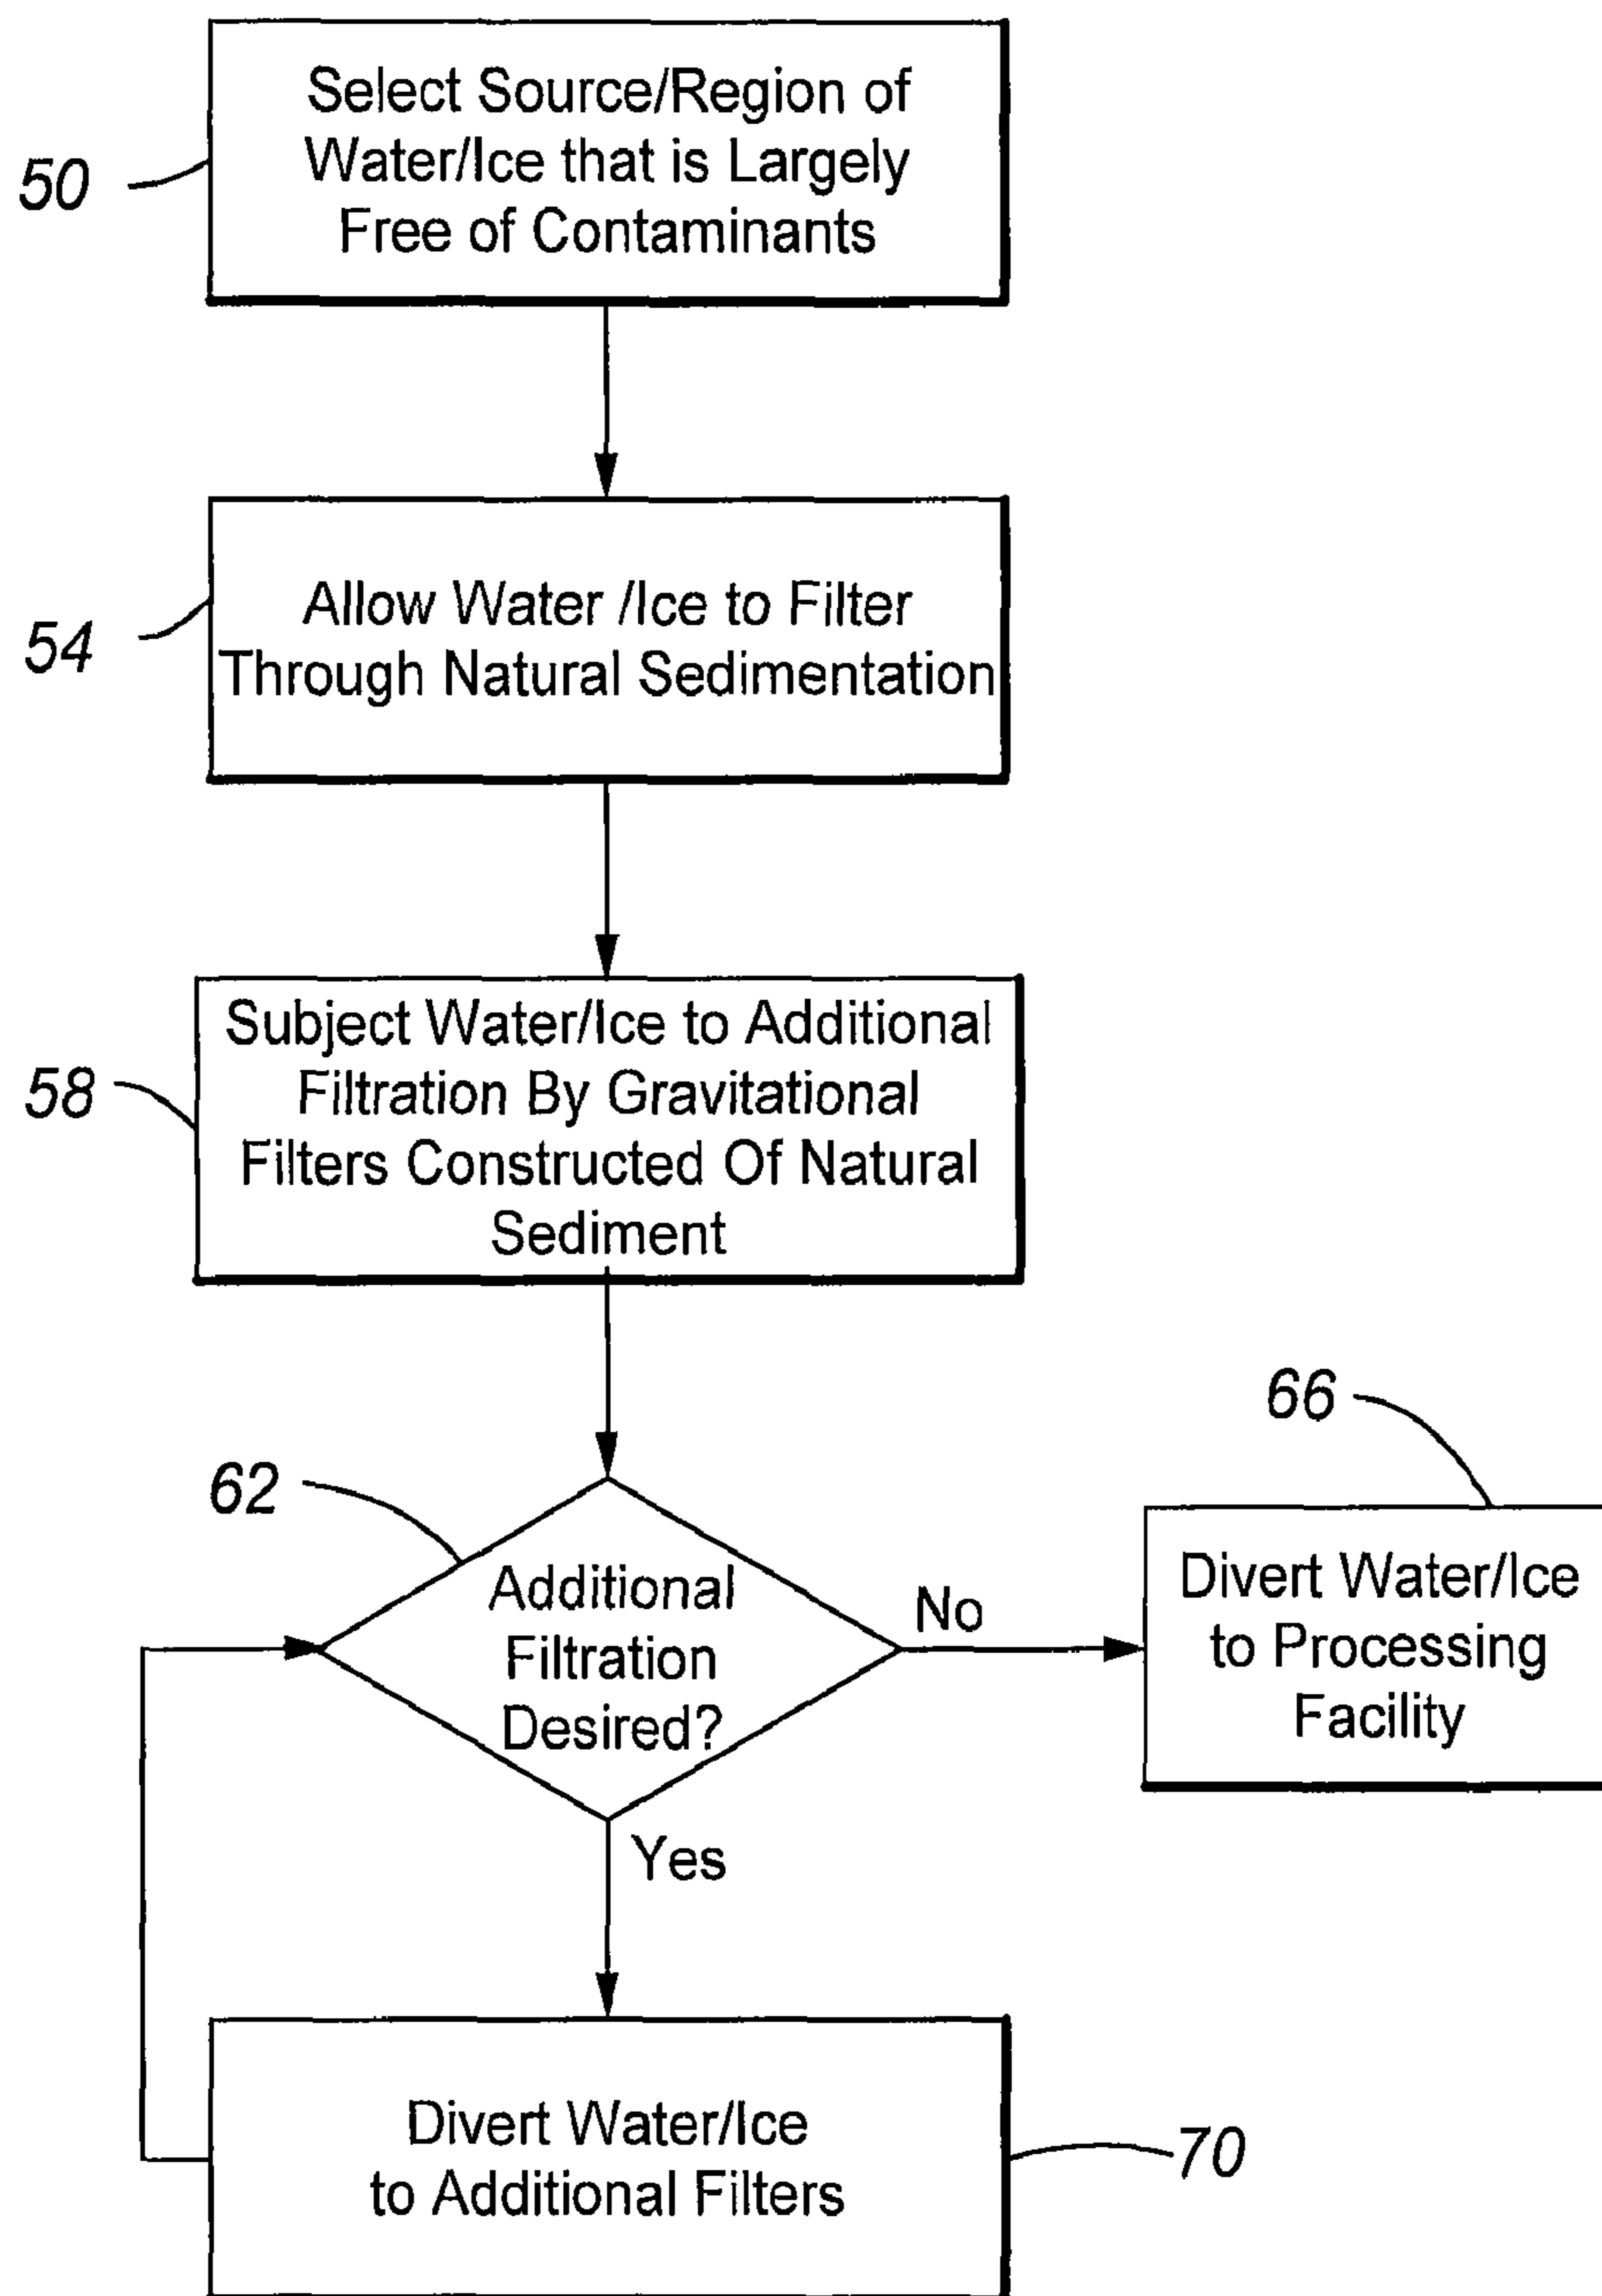 50
Select Source/Region of
Water/Ice that is Largely
Free of Contaminants
54
Allow Water /Ice to Filter
Through Natural Sedimentation
58
Subject Water/Ice to Additional
Filtration By Gravitational
Filters Constructed Of Natural
Sediment
62
Additional
Filtration
Desired?
No
66
Divert Water/Ice
to Processing
Facility
Yes
Divert Water/Ice
to Additional Filters
70